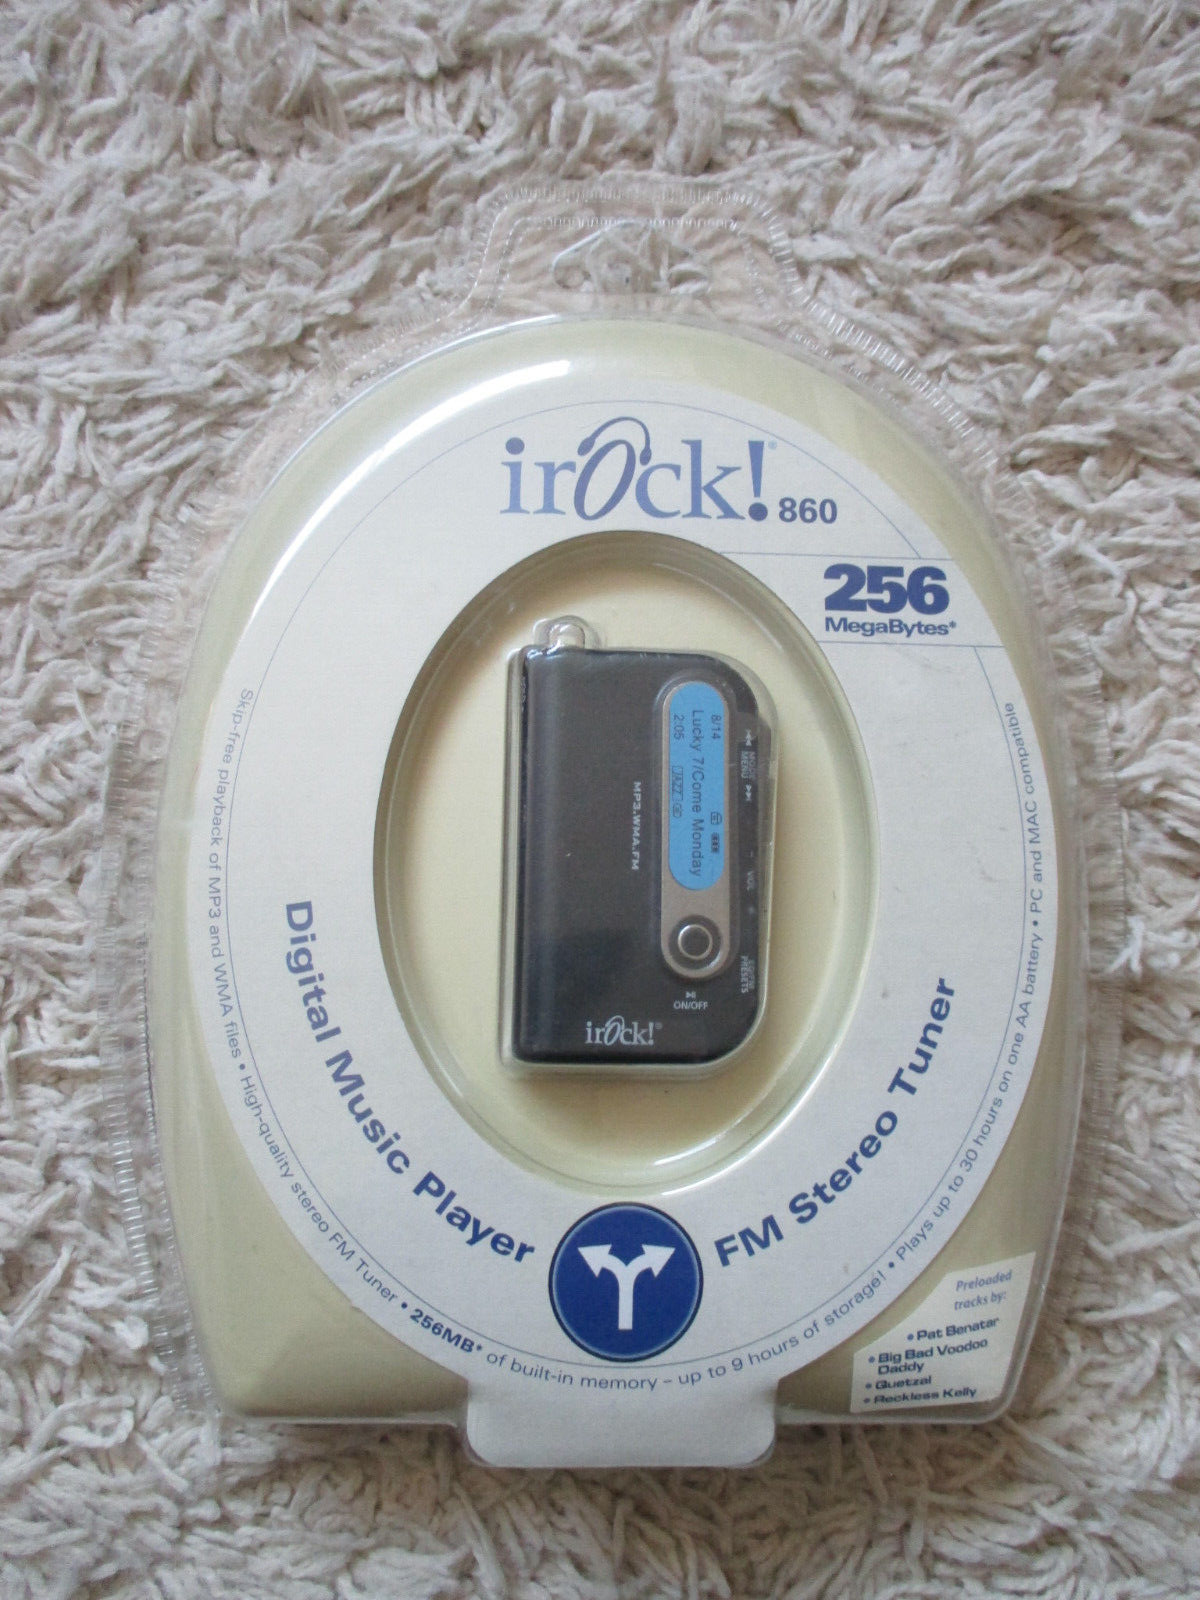 irock!® 860
256
MegaBytes*
8/14
Lucky 7/Come Monday
2:05 JAZZ
MODE
MENU
VOL
PRESETS
MP3.WMA.FM
ON/OFF
irock!®
Digital Music Player
FM Stereo Tuner
Skip-free playback of MP3 and WMA files • High-quality stereo FM Tuner • 256MB* of built-in memory – up to 9 hours of storage! • Plays up to 30 hours on one AA battery • PC and MAC compatible
Preloaded
tracks by:
• Pat Benatar
• Big Bad Voodoo
Daddy
• Quetzal
• Reckless Kelly